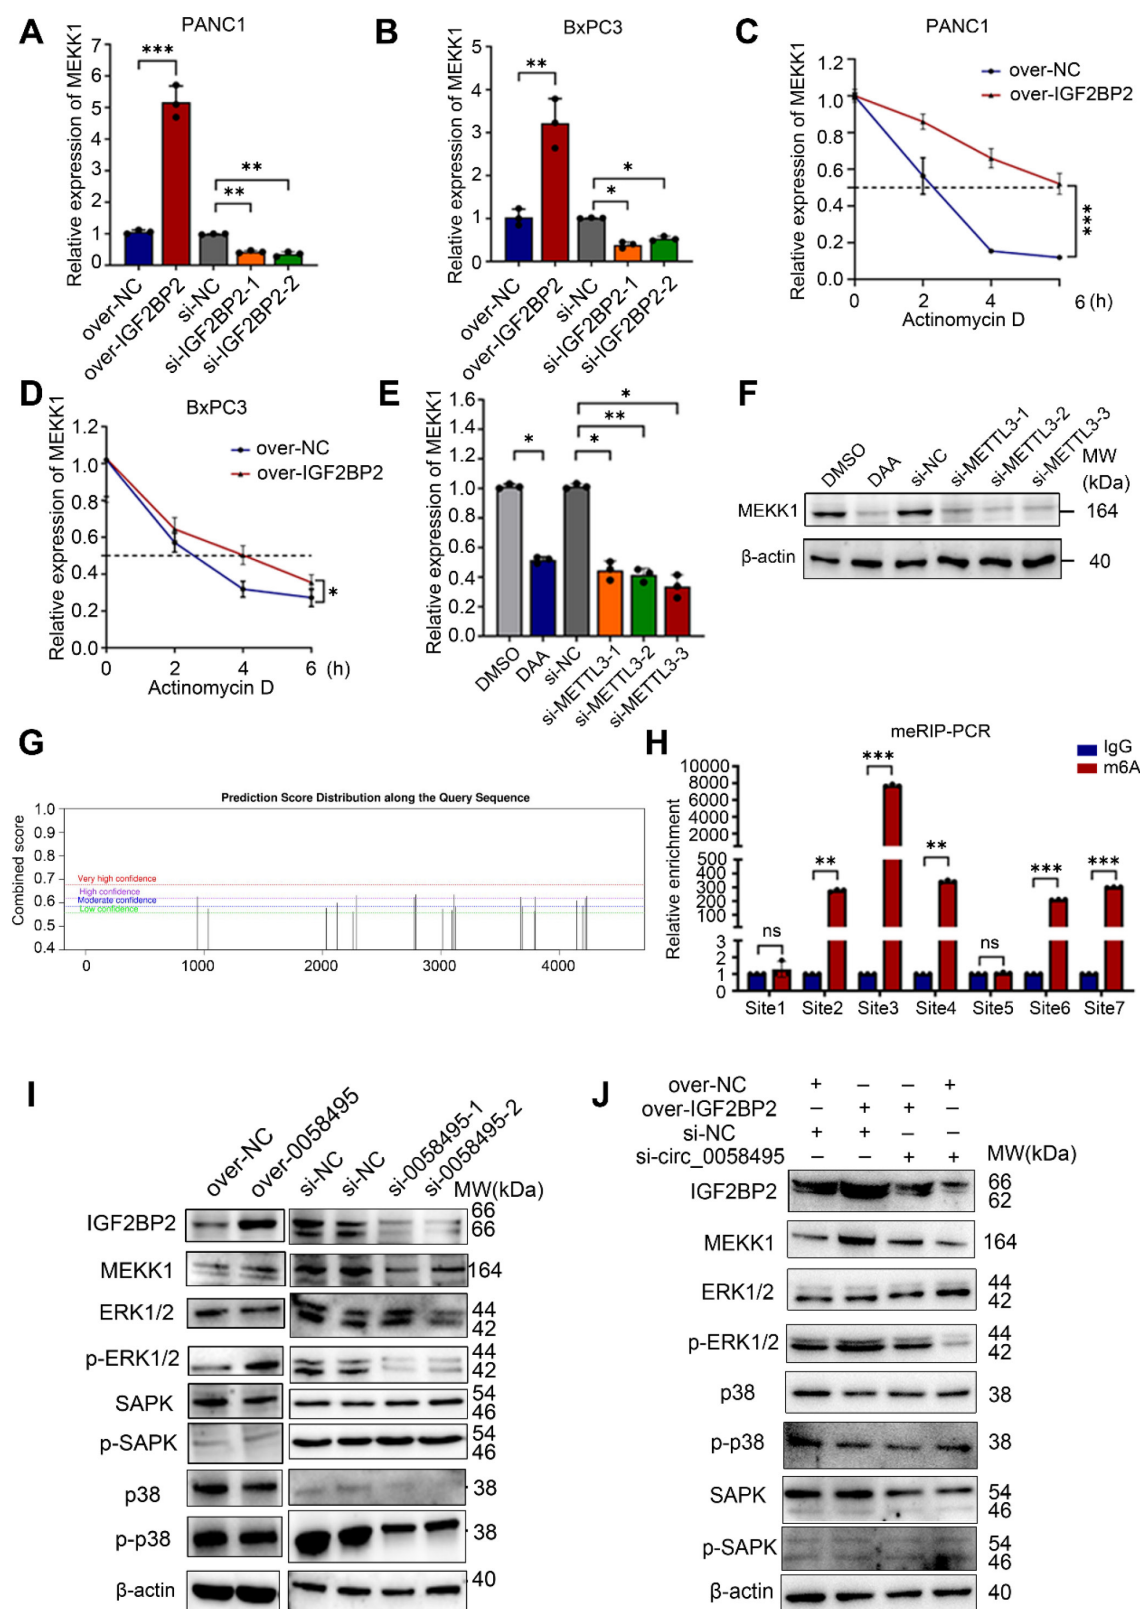 A
PANC1
Relative expression of MEKK1
7
6
5
4
3
2
1
0
***
**
**
over-NC
over-IGF2BP2
si-NC
si-IGF2BP2-1
si-IGF2BP2-2
B
BxPC3
Relative expression of MEKK1
5
4
3
2
1
0
**
*
*
over-NC
over-IGF2BP2
si-NC
si-IGF2BP2-1
si-IGF2BP2-2
C
PANC1
Relative expression of MEKK1
1.2
1.0
0.8
0.6
0.4
0.2
0.0
over-NC
over-IGF2BP2
***
0 2 4 6 (h)
Actinomycin D
D
BxPC3
Relative expression of MEKK1
1.2
1.0
0.8
0.6
0.4
0.2
0.0
over-NC
over-IGF2BP2
*
0 2 4 6 (h)
Actinomycin D
E
Relative expression of MEKK1
1.6
1.4
1.2
1.0
0.8
0.6
0.4
0.2
0.0
*
**
*
*
DMSO
DAA
si-NC
si-METTL3-1
si-METTL3-2
si-METTL3-3
F
DMSO
DAA
si-NC
si-METTL3-1
si-METTL3-2
si-METTL3-3
MW
(kDa)
MEKK1 164
β-actin 40
G
Prediction Score Distribution along the Query Sequence
Combined score
1.0
0.9
0.8
0.7
0.6
0.5
0.4
Very high confidence
High confidence
Moderate confidence
Low confidence
0 1000 2000 3000 4000
H
meRIP-PCR
IgG
m6A
Relative enrichment
10000
8000
6000
4000
2000
500
400
300
200
100
3
2
1
0
ns
**
***
**
ns
***
***
Site1 Site2 Site3 Site4 Site5 Site6 Site7
I
over-NC
over-0058495
si-NC
si-NC
si-0058495-1
si-0058495-2
MW(kDa)
IGF2BP2 66
66
MEKK1 164
ERK1/2 44
42
p-ERK1/2 44
42
SAPK 54
46
p-SAPK 54
46
p38 38
p-p38 38
β-actin 40
J
over-NC + − − +
over-IGF2BP2 − + + −
si-NC + + − −
si-circ_0058495 − − + +
MW(kDa)
IGF2BP2 66
62
MEKK1 164
ERK1/2 44
42
p-ERK1/2 44
42
p38 38
p-p38 38
SAPK 54
46
p-SAPK 54
46
β-actin 40